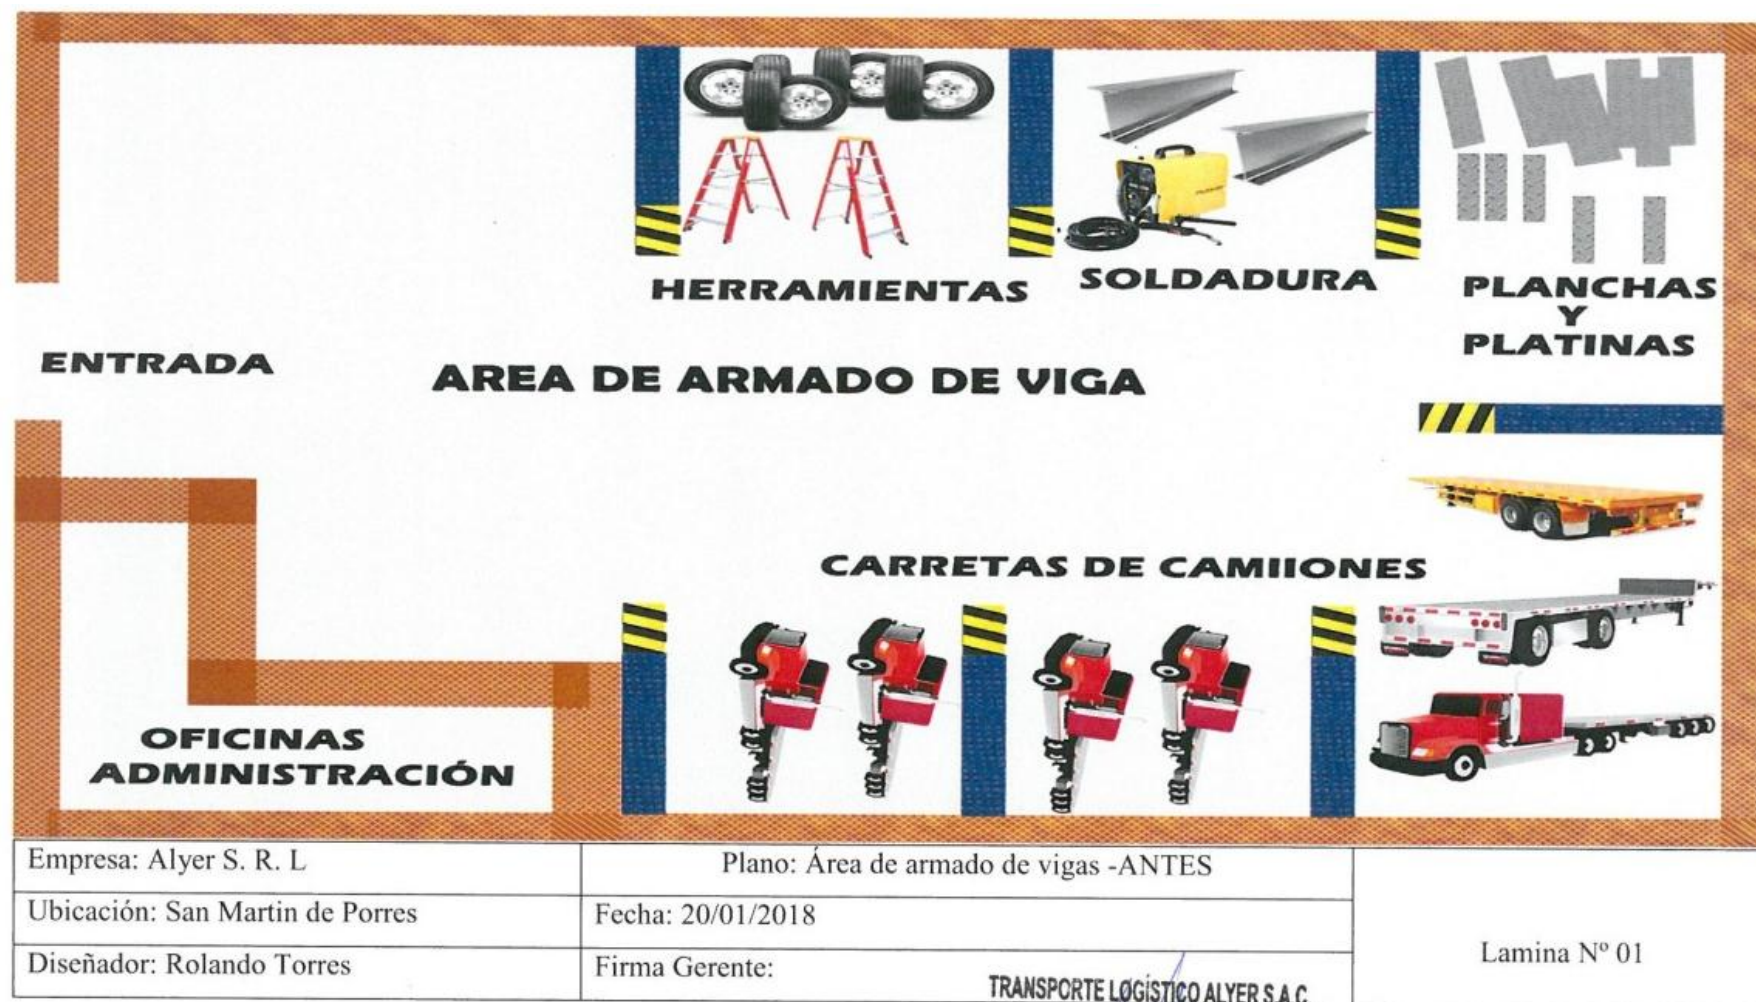 HERRAMIENTAS
SOLDADURA
PLANCHAS
Y
PLATINAS
ENTRADA
AREA DE ARMADO DE VIGA
CARRETAS DE CAMIIONES
OFICINAS
ADMINISTRACIÓN
Empresa: Alyer S. R. L
Plano: Área de armado de vigas -ANTES
Ubicación: San Martin de Porres
Fecha: 20/01/2018
Diseñador: Rolando Torres
Firma Gerente:
TRANSPORTE LOGÍSTICO ALYER S.A.C.
Lamina Nº 01